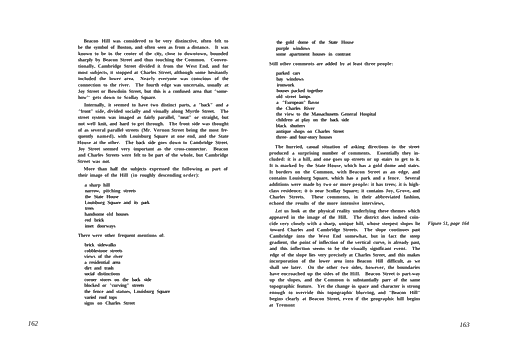 Beacon Hill was considered to be very distinctive, often felt to
be the symbol of Boston, and often seen as from a distance. It was
known to be in the center of the city, close to downtown, bounded
sharply by Beacon Street and thus touching the Common. Conven-
tionally, Cambridge Street divided it from the West End, and for
most subjects, it stopped at Charles Street, although some hesitantly
included the lower area. Nearly everyone was conscious of the
connection to the river. The fourth edge was uncertain, usually at
Joy Street or Bowdoin Street, but this is a confused area that "some-
how" gets down to Scollay Square.
Internally, it seemed to have two distinct parts, a "back" and a
"front" side, divided socially and visually along Myrtle Street. The
street system was imaged as fairly parallel, "neat" or straight, but
not well knit, and hard to get through. The front side was thought
of as several parallel streets (Mt. Vernon Street being the most fre-
quently named), with Louisburg Square at one end, and the State
House at the other. The back side goes down to Cambridge Street.
Joy Street seemed very important as the cross-connector. Beacon
and Charles Streets were felt to be part of the whole, but Cambridge
Street was not.
More than half the subjects expressed the following as part of
their image of the Hill (in roughly descending order):
a sharp hill
narrow, pitching streets
the State House
Louisburg Square and its park
trees
handsome old houses
red brick
inset doorways
There were other frequent mentions of:
brick sidewalks
cobblestone streets
views of the river
a residential area
dirt and trash
social distinctions
corner stores on the back side
blocked or "curving" streets
the fence and statues, Louisburg Square
varied roof tops
signs on Charles Street
162
the gold dome of the State House
purple windows
some apartment houses in contrast
Still other comments are added by at least three people:
parked cars
bay windows
ironwork
houses packed together
old street lamps
a "European" flavor
the Charles River
the view to the Massachusetts General Hospital
children at play on the back side
black shutters
antique shops on Charles Street
three- and four-story houses
The hurried, casual situation of asking directions in the street
produced a surprising number of comments. Essentially they in-
cluded: it is a hill, and one goes up streets or up stairs to get to it.
It is marked by the State House, which has a gold dome and stairs.
It borders on the Common, with Beacon Street as an edge, and
contains Louisburg Square, which has a park and a fence. Several
additions were made by two or more people: it has trees; it is high-
class residence; it is near Scollay Square; it contains Joy, Grove, and
Charles Streets. These comments, in their abbreviated fashion,
echoed the results of the more intensive interviews.
Let us look at the physical reality underlying these themes which
appeared in the image of the Hill. The district does indeed coin-
cide very closely with a sharp, unique hill, whose steepest slopes lie
toward Charles and Cambridge Streets. The slope continues past
Cambridge into the West End somewhat, but in fact the steep
gradient, the point of inflection of the vertical curve, is already past,
and this inflection seems to be the visually significant event. The
edge of the slope lies very precisely at Charles Street, and this makes
incorporation of the lower area into Beacon Hill difficult, as we
shall see later. On the other two sides, however, the boundaries
have encroached up the sides of the Hill. Beacon Street is part-way
up the slopes, and the Common is substantially part of the same
topographic feature. Yet the change in space and character is strong
enough to override this topographic blurring, and "Beacon Hill"
begins clearly at Beacon Street, even if the geographic hill begins
at Tremont
Figure 51, page 164
163